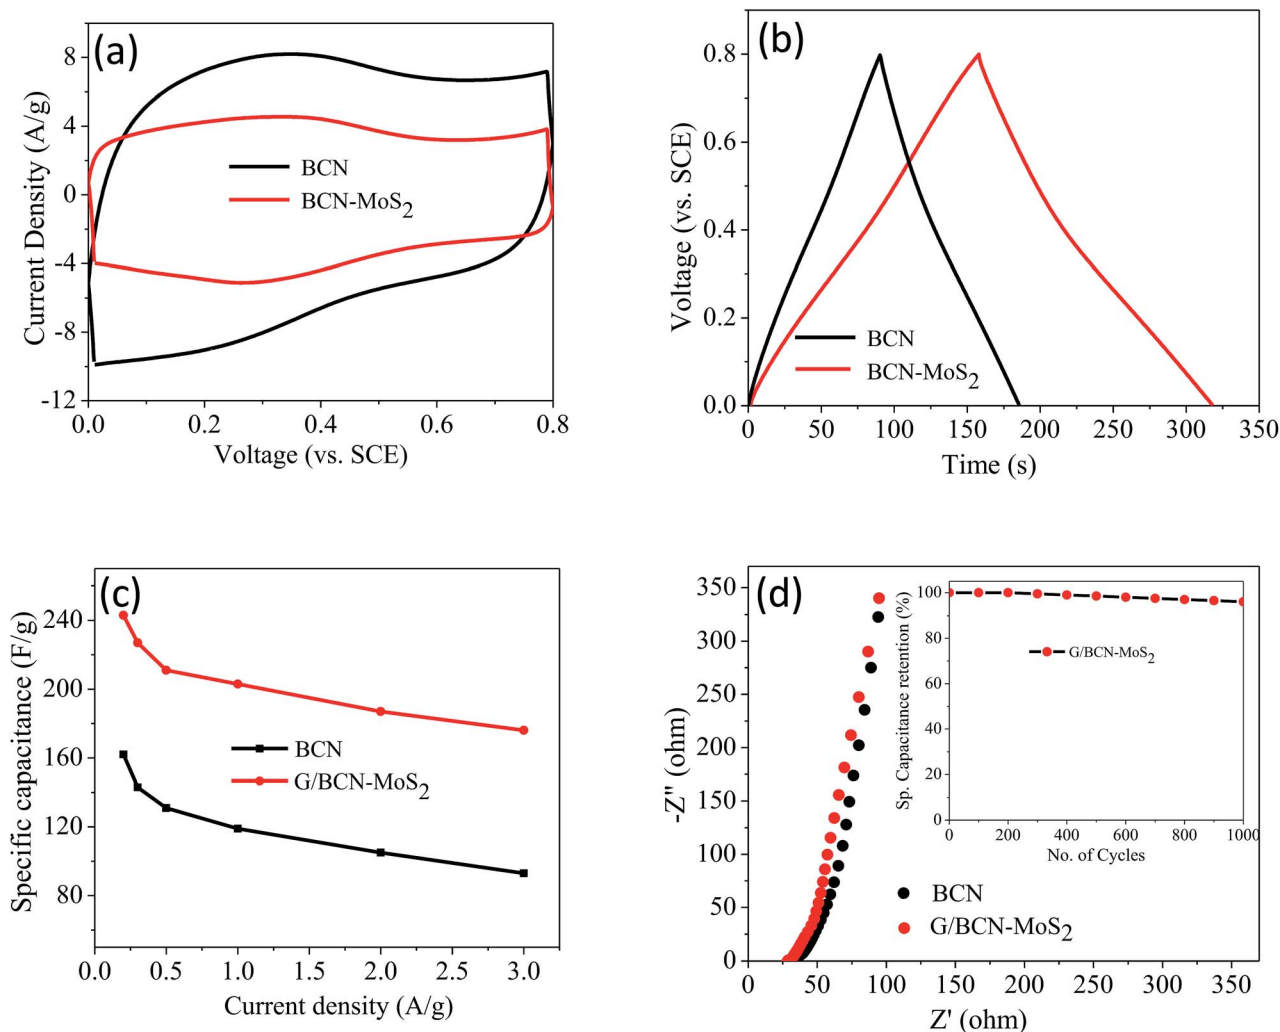 (a)
Current Density (A/g)
8
4
0
-4
-8
-12
0.0 0.2 0.4 0.6 0.8
Voltage (vs. SCE)
BCN
BCN-MoS2
(b)
Voltage (vs. SCE)
0.8
0.6
0.4
0.2
0.0
0 50 100 150 200 250 300 350
Time (s)
BCN
BCN-MoS2
(c)
Specific capacitance (F/g)
240
200
160
120
80
0.0 0.5 1.0 1.5 2.0 2.5 3.0
Current density (A/g)
BCN
G/BCN-MoS2
(d)
-Z" (ohm)
350
300
250
200
150
100
50
0
0 50 100 150 200 250 300 350
Z' (ohm)
BCN
G/BCN-MoS2
Sp. Capacitance retention (%)
100
80
60
40
20
0
0 200 400 600 800 1000
No. of Cycles
G/BCN-MoS2